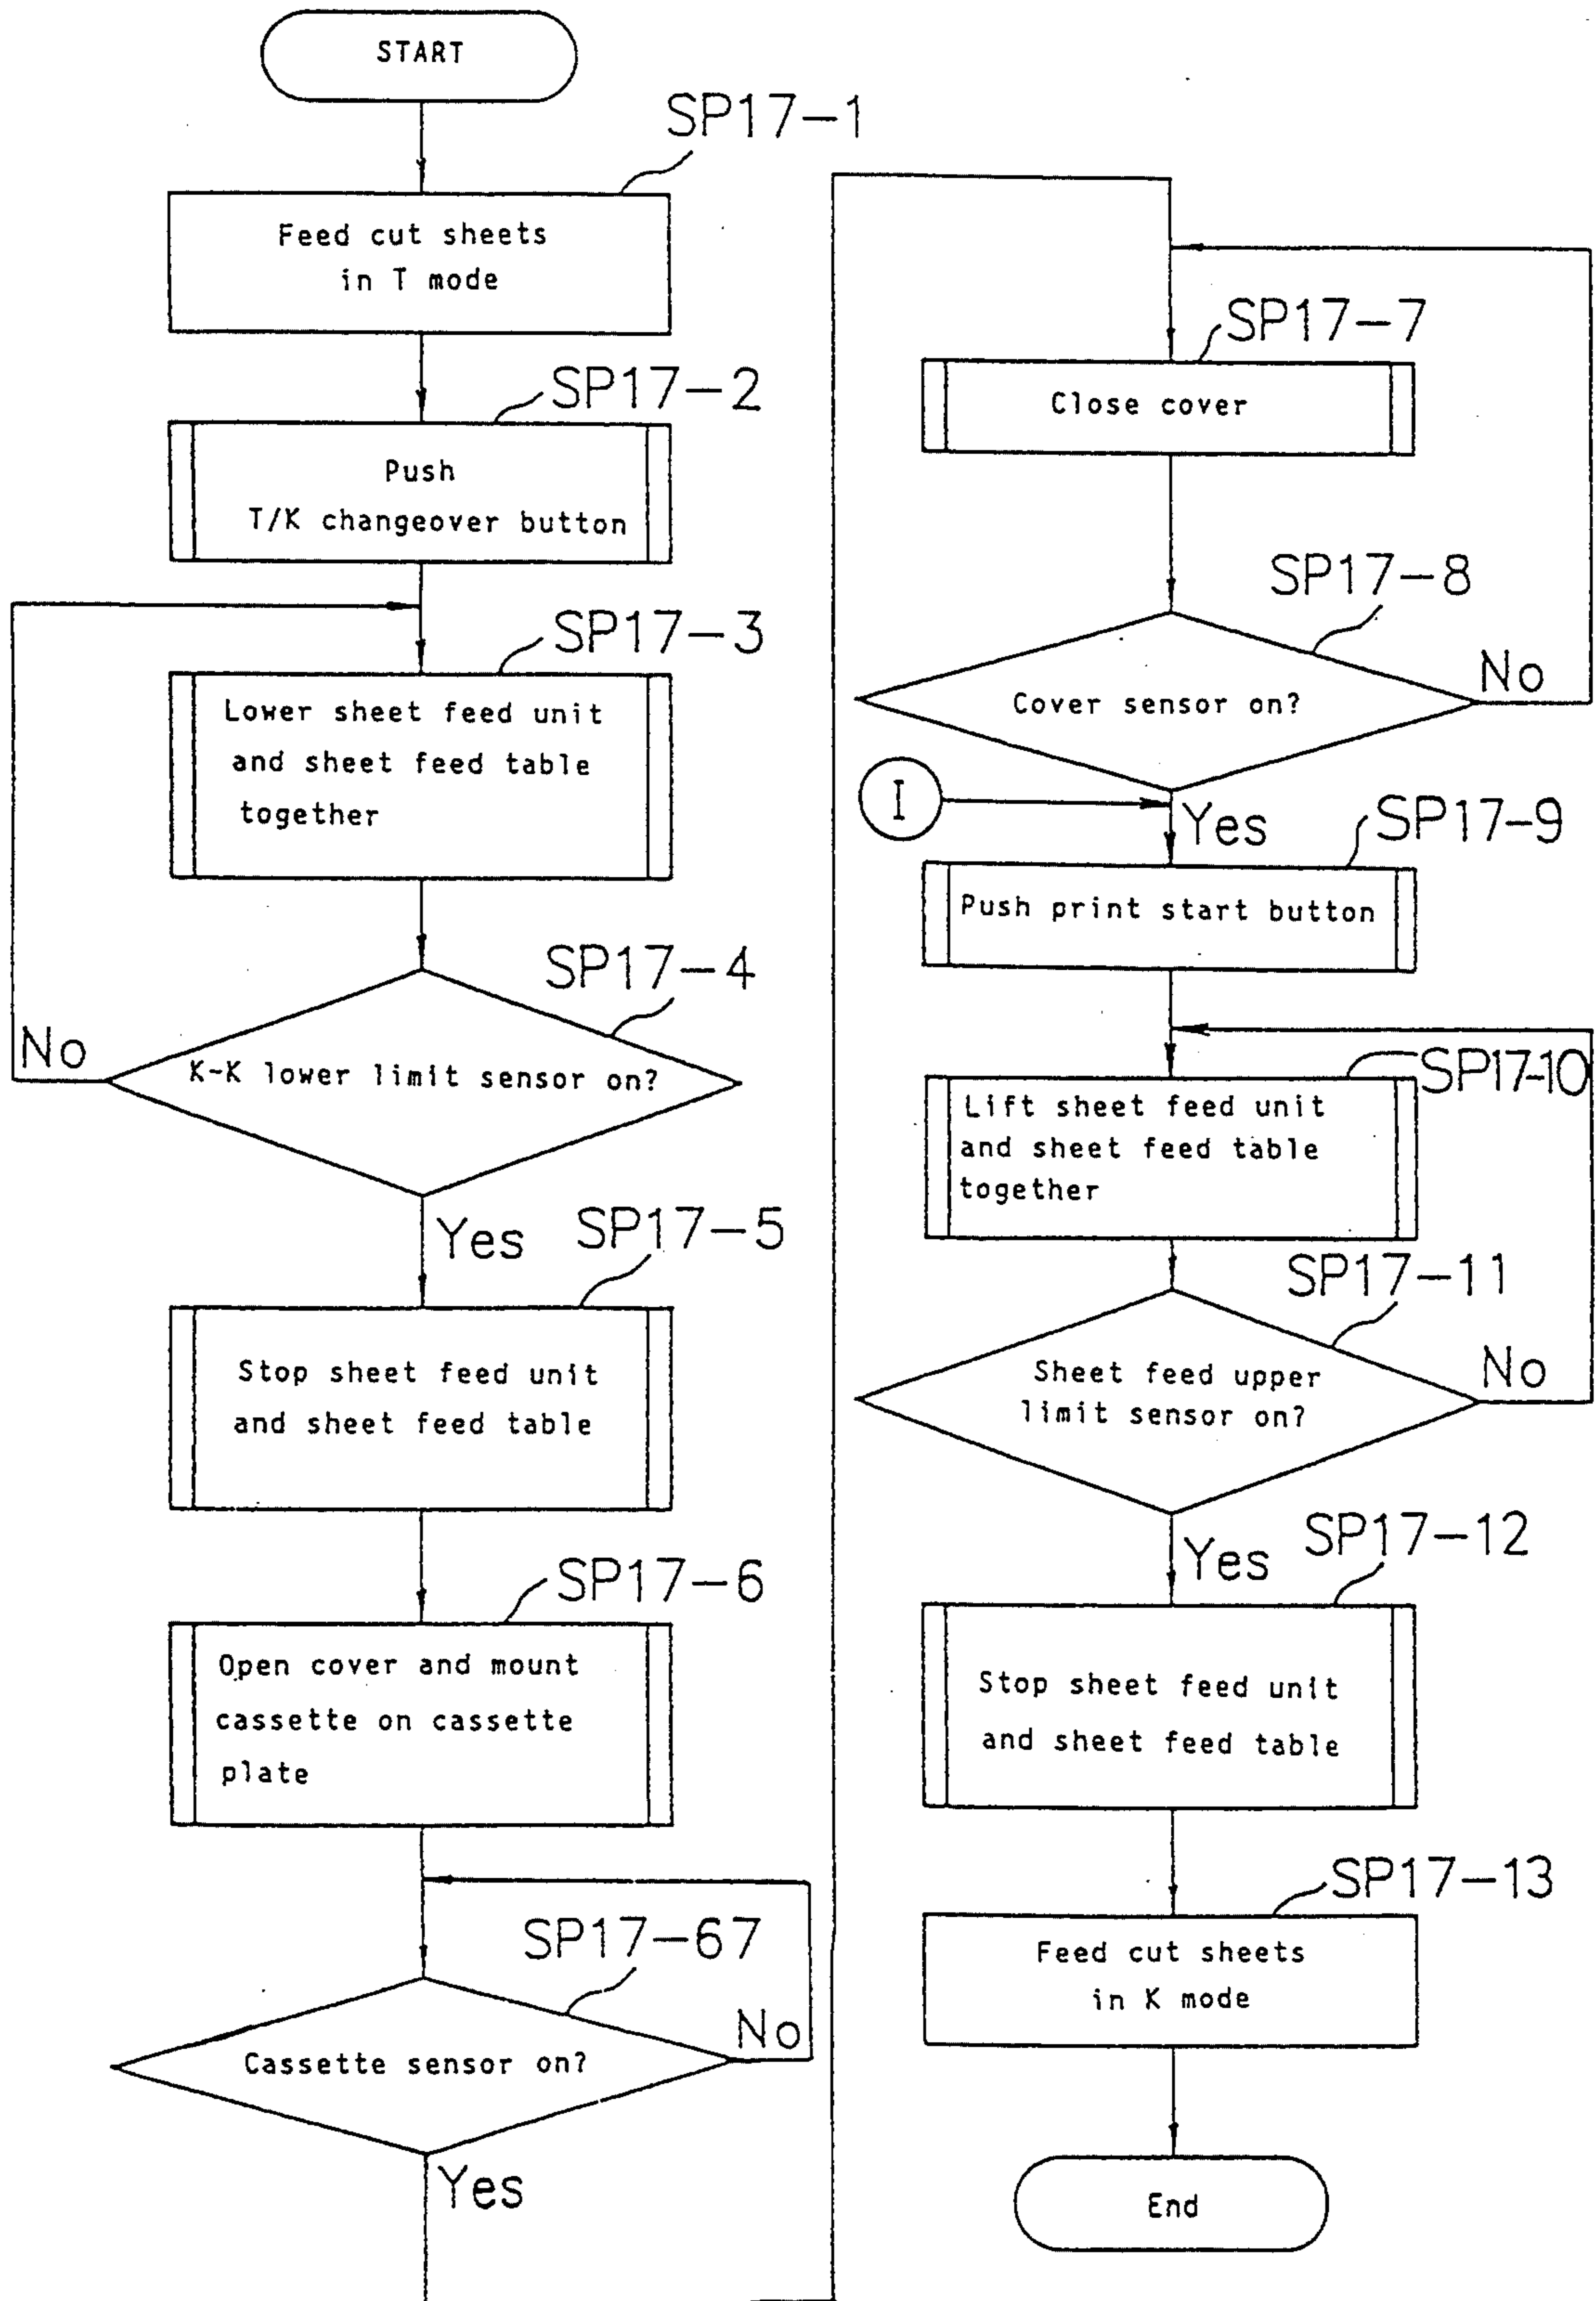 START
SP17-1
Feed cut sheets
in T mode
SP17-2
Push
T/K changeover button
SP17-3
Lower sheet feed unit
and sheet feed table
together
SP17-4
No
K-K lower limit sensor on?
Yes
SP17-5
Stop sheet feed unit
and sheet feed table
SP17-6
Open cover and mount
cassette on cassette
plate
SP17-67
No
Cassette sensor on?
Yes
SP17-7
Close cover
SP17-8
No
Cover sensor on?
I
Yes
SP17-9
Push print start button
SP17-10
Lift sheet feed unit
and sheet feed table
together
SP17-11
Sheet feed upper
limit sensor on?
No
Yes
SP17-12
Stop sheet feed unit
and sheet feed table
SP17-13
Feed cut sheets
in K mode
End